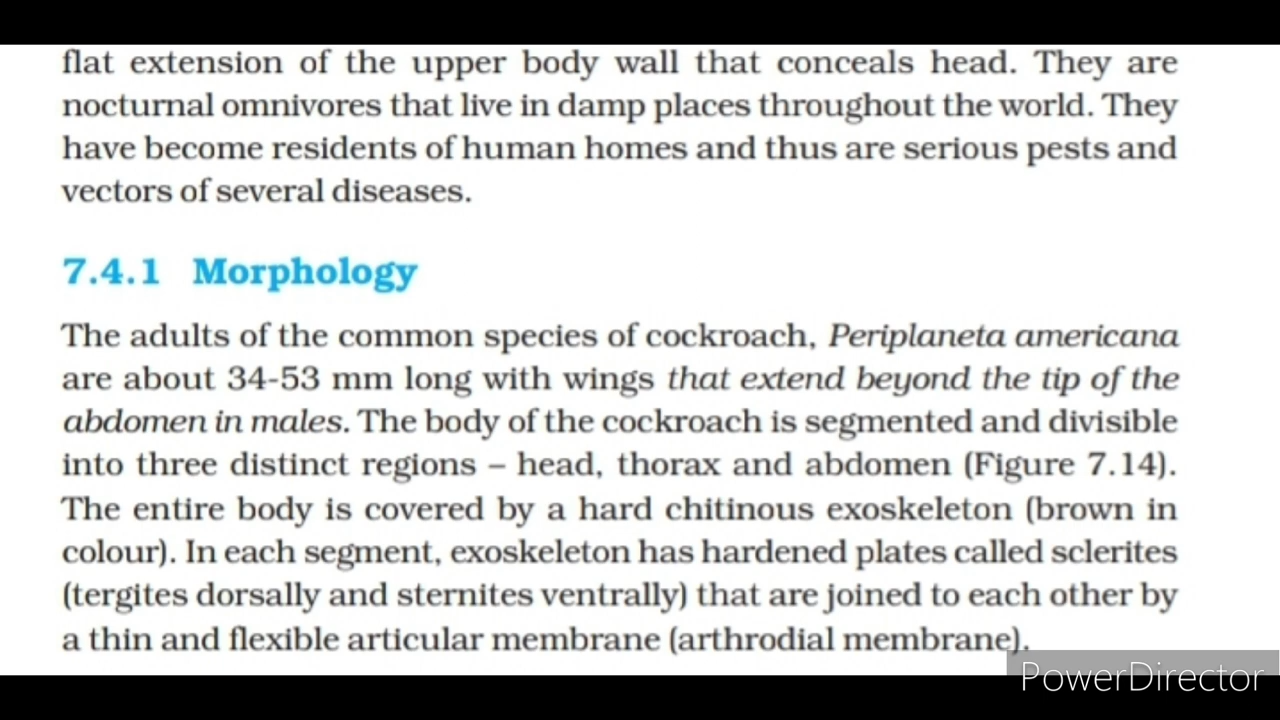 flat extension of the upper body wall that conceals head. They are
nocturnal omnivores that live in damp places throughout the world. They
have become residents of human homes and thus are serious pests and
vectors of several diseases.
7.4.1 Morphology
The adults of the common species of cockroach, Periplaneta americana
are about 34-53 mm long with wings that extend beyond the tip of the
abdomen in males. The body of the cockroach is segmented and divisible
into three distinct regions – head, thorax and abdomen (Figure 7.14).
The entire body is covered by a hard chitinous exoskeleton (brown in
colour). In each segment, exoskeleton has hardened plates called sclerites
(tergites dorsally and sternites ventrally) that are joined to each other by
a thin and flexible articular membrane (arthrodial membrane).
PowerDirector